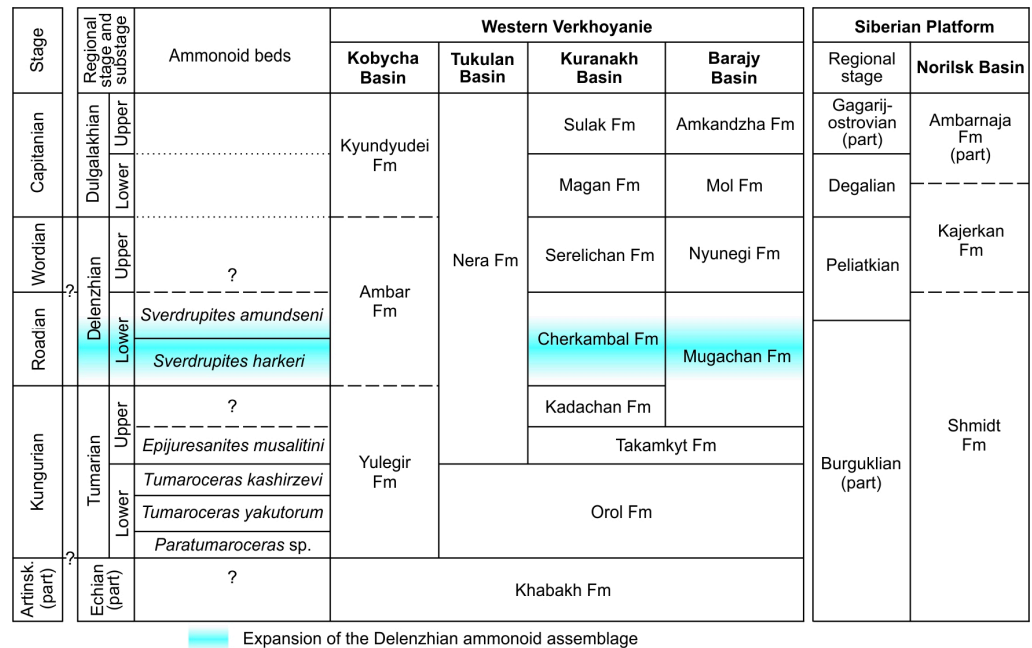 Stage
Regional
stage and
substage
Ammonoid beds
Western Verkhoyanie
Kobycha
Basin
Tukulan
Basin
Kuranakh
Basin
Barajy
Basin
Siberian Platform
Regional
stage
Norilsk Basin
Capitanian
Wordian
Roadian
Kungurian
Artinsk.
(part)
?
?
Dulgalakhian
Delenzhian
Tumarian
Echian
(part)
Upper
Lower
Upper
Lower
Upper
Lower
?
Sverdrupites amundseni
Sverdrupites harkeri
?
Epijuresanites musalitini
Tumaroceras kashirzevi
Tumaroceras yakutorum
Paratumaroceras sp.
?
Kyundyudei
Fm
Ambar
Fm
Yulegir
Fm
Nera Fm
Sulak Fm
Magan Fm
Serelichan Fm
Cherkambal Fm
Kadachan Fm
Amkandzha Fm
Mol Fm
Nyunegi Fm
Mugachan Fm
Takamkyt Fm
Orol Fm
Khabakh Fm
Gagarij-
ostrovian
(part)
Degalian
Peliatkian
Burguklian
(part)
Ambarnaja
Fm
(part)
Kajerkan
Fm
Shmidt
Fm
Expansion of the Delenzhian ammonoid assemblage